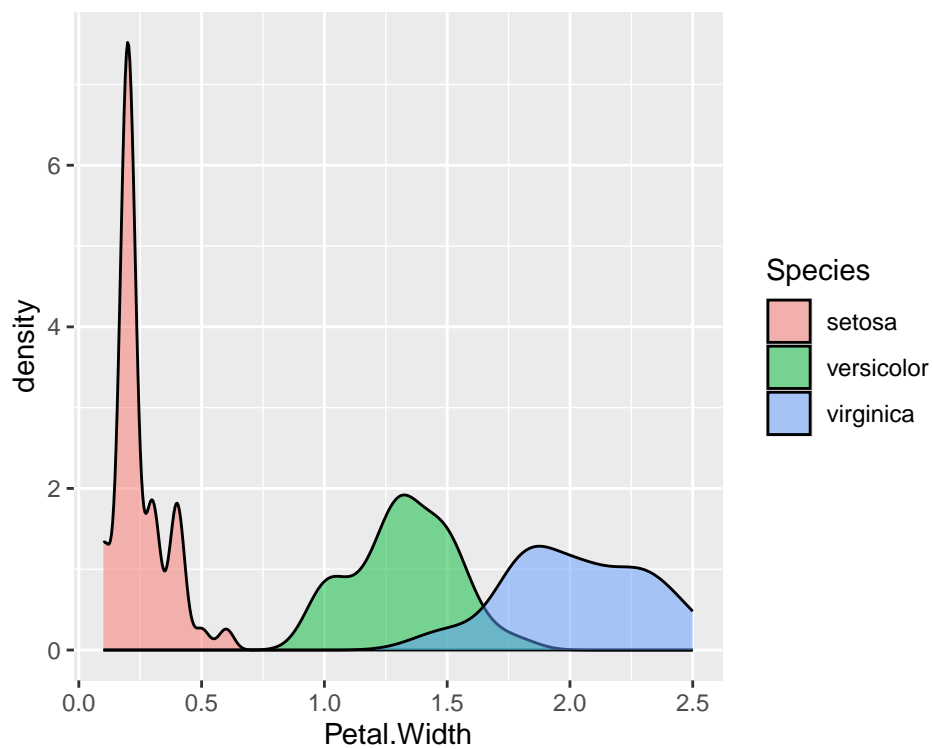 6
4
2
0
density
0.0 0.5 1.0 1.5 2.0 2.5
Petal.Width
Species
setosa
versicolor
virginica